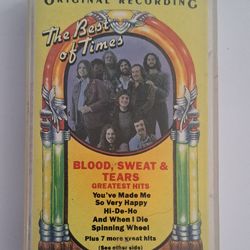 ORIGINAL RECORDING
The Best
of Times
BLOOD, SWEAT &
TEARS
GREATEST HITS
You've Made Me
So Very Happy
Hi-De-Ho
And When I Die
Spinning Wheel
Plus 7 more great hits
(See other side)